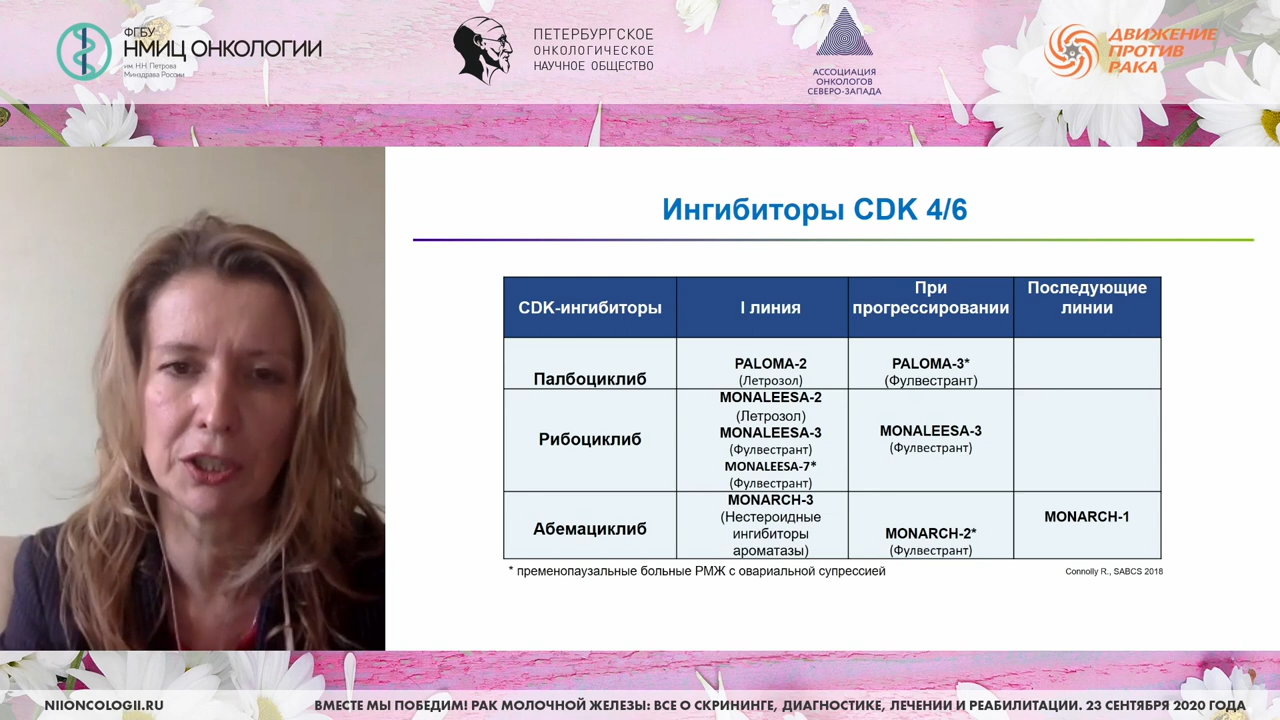 ФГБУ
НМИЦ ОНКОЛОГИИ
им. Н.Н. Петрова
Минздрава России
ПЕТЕРБУРГСКОЕ
ОНКОЛОГИЧЕСКОЕ
НАУЧНОЕ ОБЩЕСТВО
АССОЦИАЦИЯ
ОНКОЛОГОВ
СЕВЕРО-ЗАПАДА
ДВИЖЕНИЕ
ПРОТИВ
РАКА
Ингибиторы CDK 4/6
CDK-ингибиторы
I линия
При
прогрессировании
Последующие
линии
Палбоциклиб
PALOMA-2
(Летрозол)
PALOMA-3*
(Фулвестрант)
Рибоциклиб
MONALEESA-2
(Летрозол)
MONALEESA-3
(Фулвестрант)
MONALEESA-7*
(Фулвестрант)
MONALEESA-3
(Фулвестрант)
Абемациклиб
MONARCH-3
(Нестероидные
ингибиторы
ароматазы)
MONARCH-2*
(Фулвестрант)
MONARCH-1
* пременопаузальные больные РМЖ с овариальной супрессией
Connolly R., SABCS 2018
NIIONCOLOGII.RU
ВМЕСТЕ МЫ ПОБЕДИМ! РАК МОЛОЧНОЙ ЖЕЛЕЗЫ: ВСЕ О СКРИНИНГЕ, ДИАГНОСТИКЕ, ЛЕЧЕНИИ И РЕАБИЛИТАЦИИ. 23 СЕНТЯБРЯ 2020 ГОДА